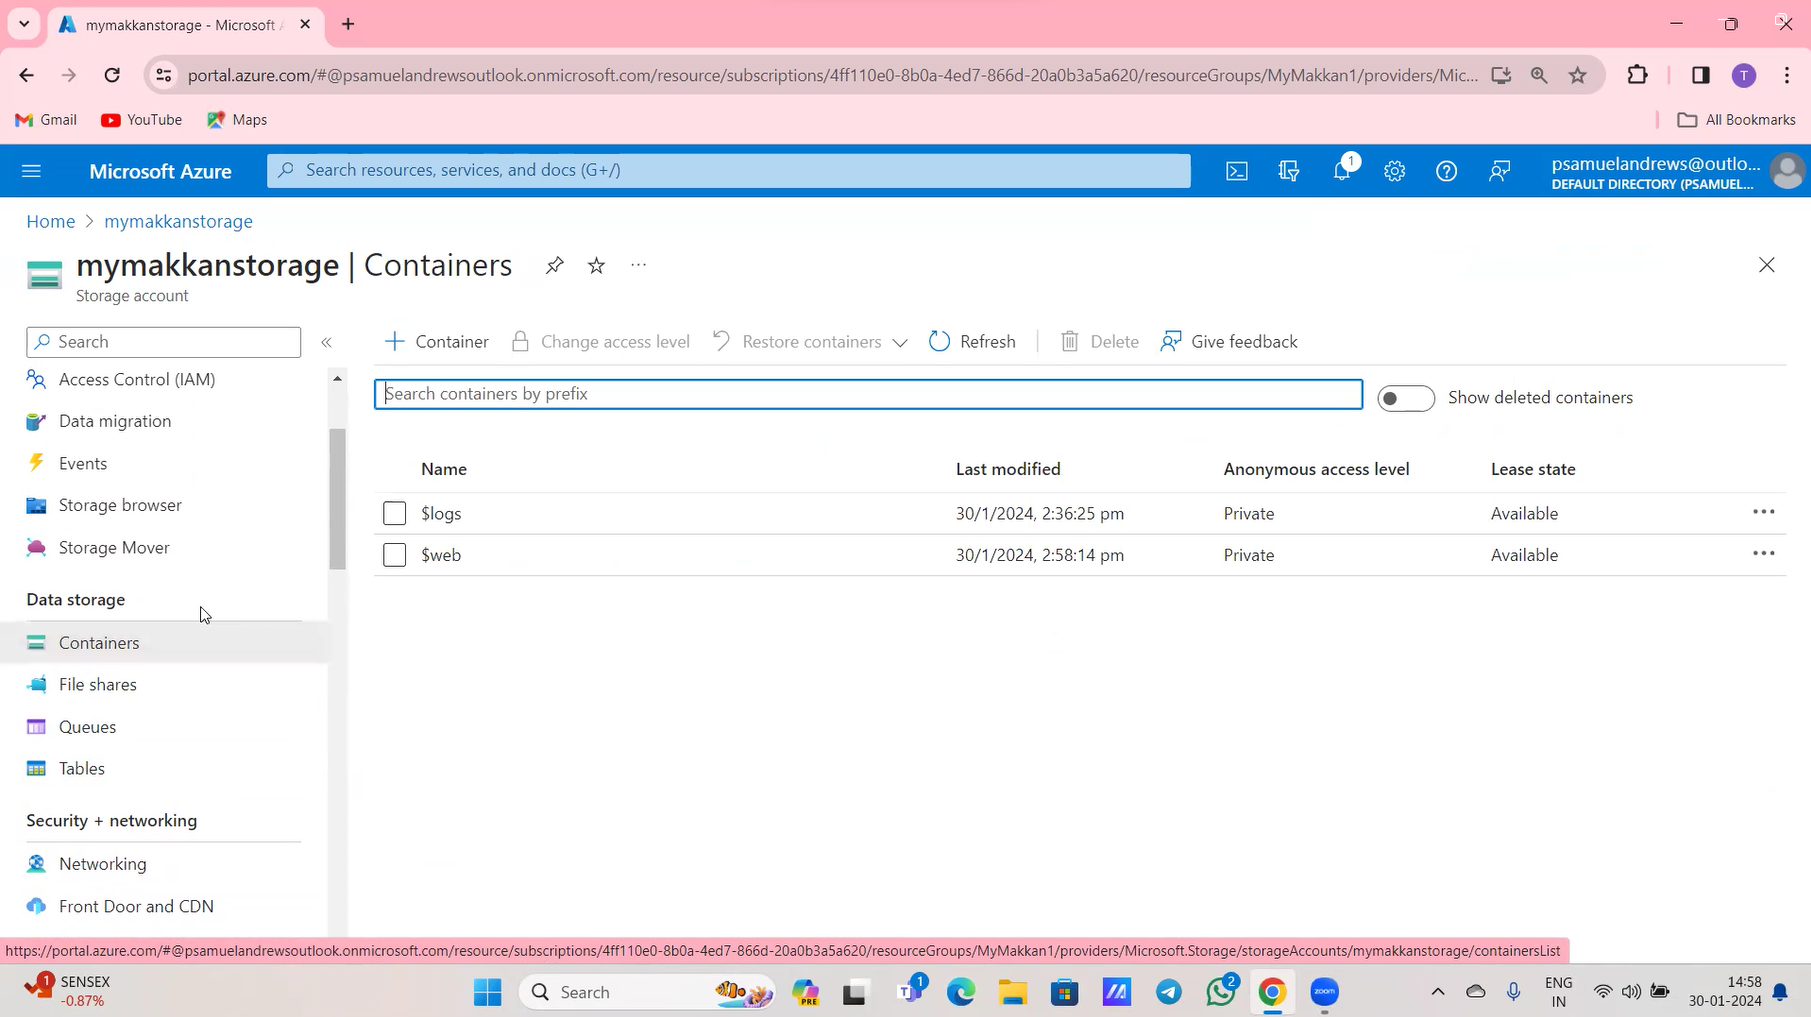 mymakkanstorage - Microsoft A
portal.azure.com/#@psamuelandrewsoutlook.onmicrosoft.com/resource/subscriptions/4ff110e0-8b0a-4ed7-866d-20a0b3a5a620/resourceGroups/MyMakkan1/providers/Mic...
T
Gmail
YouTube
Maps
All Bookmarks
Microsoft Azure
Search resources, services, and docs (G+/)
1
psamuelandrews@outlo...
DEFAULT DIRECTORY (PSAMUEL...
Home > mymakkanstorage
mymakkanstorage | Containers
Storage account
Search
Container
Change access level
Restore containers
Refresh
Delete
Give feedback
Access Control (IAM)
Data migration
Events
Storage browser
Storage Mover
Data storage
Containers
File shares
Queues
Tables
Security + networking
Networking
Front Door and CDN
Search containers by prefix
Show deleted containers
Name Last modified Anonymous access level Lease state
$logs 30/1/2024, 2:36:25 pm Private Available
$web 30/1/2024, 2:58:14 pm Private Available
https://portal.azure.com/#@psamuelandrewsoutlook.onmicrosoft.com/resource/subscriptions/4ff110e0-8b0a-4ed7-866d-20a0b3a5a620/resourceGroups/MyMakkan1/providers/Microsoft.Storage/storageAccounts/mymakkanstorage/containersList
1
SENSEX
-0.87%
Search
PRE
1
2
zoom
ENG
IN
14:58
30-01-2024